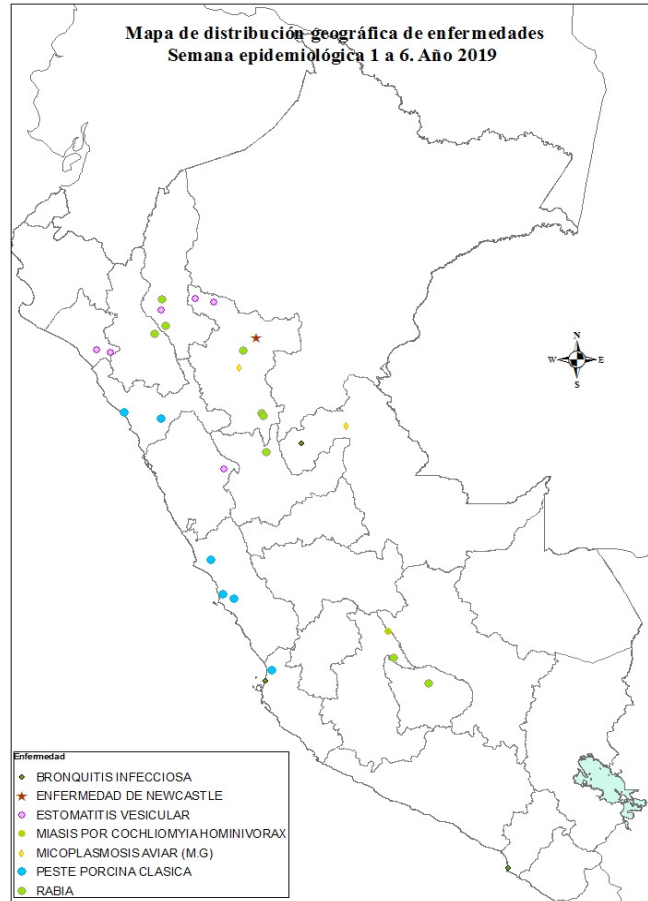 Mapa de distribución geográfica de enfermedades
Semana epidemiológica 1 a 6. Año 2019
N
W E
S
Enfermedad
BRONQUITIS INFECCIOSA
ENFERMEDAD DE NEWCASTLE
ESTOMATITIS VESICULAR
MIASIS POR COCHLIOMYIA HOMINIVORAX
MICOPLASMOSIS AVIAR (M.G)
PESTE PORCINA CLASICA
RABIA